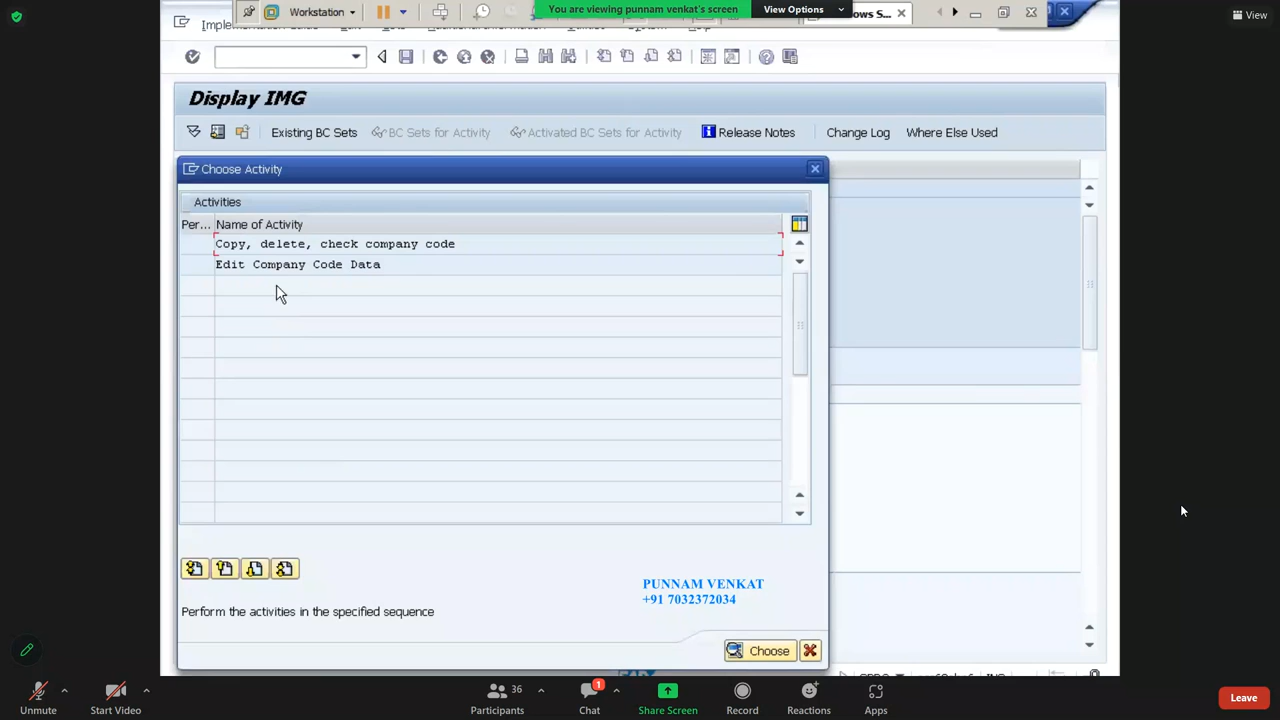 Workstation
You are viewing punnam venkat's screen
View Options
View
Display IMG
Existing BC Sets
BC Sets for Activity
Activated BC Sets for Activity
Release Notes
Change Log
Where Else Used
Choose Activity
Activities
Per... Name of Activity
Copy, delete, check company code
Edit Company Code Data
PUNNAM VENKAT
+91 7032372034
Perform the activities in the specified sequence
Choose
Unmute
Start Video
36
Participants
1
Chat
Share Screen
Record
Reactions
Apps
Leave